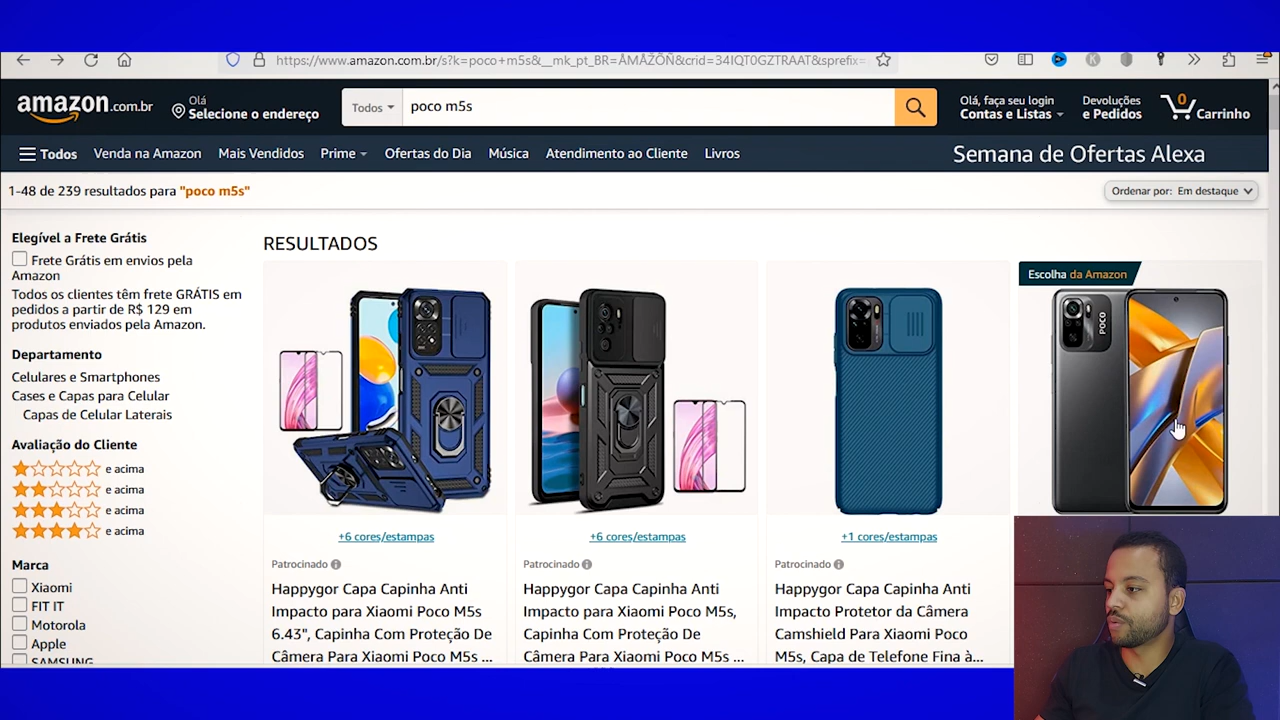 https://www.amazon.com.br/s?k=poco+m5s&__mk_pt_BR=ÅMÅŽÕÑ&crid=34IQT0GZTRAAT&sprefix=
amazon.com.br
Olá
Selecione o endereço
Todos
poco m5s
Olá, faça seu login
Contas e Listas
Devoluções
e Pedidos
0
Carrinho
Todos
Venda na Amazon
Mais Vendidos
Prime
Ofertas do Dia
Música
Atendimento ao Cliente
Livros
Semana de Ofertas Alexa
1-48 de 239 resultados para "poco m5s"
Ordenar por: Em destaque
Elegível a Frete Grátis
Frete Grátis em envios pela
Amazon
Todos os clientes têm frete GRÁTIS em
pedidos a partir de R$ 129 em
produtos enviados pela Amazon.
Departamento
Celulares e Smartphones
Cases e Capas para Celular
Capas de Celular Laterais
Avaliação do Cliente
e acima
e acima
e acima
e acima
Marca
Xiaomi
FIT IT
Motorola
Apple
SAMSUNG
RESULTADOS
+6 cores/estampas
Patrocinado
Happygor Capa Capinha Anti
Impacto para Xiaomi Poco M5s
6.43", Capinha Com Proteção De
Câmera Para Xiaomi Poco M5s ...
+6 cores/estampas
Patrocinado
Happygor Capa Capinha Anti
Impacto para Xiaomi Poco M5s,
Capinha Com Proteção De
Câmera Para Xiaomi Poco M5s ...
+1 cores/estampas
Patrocinado
Happygor Capa Capinha Anti
Impacto Protetor da Câmera
Camshield Para Xiaomi Poco
M5s, Capa de Telefone Fina à...
Escolha da Amazon
POCO